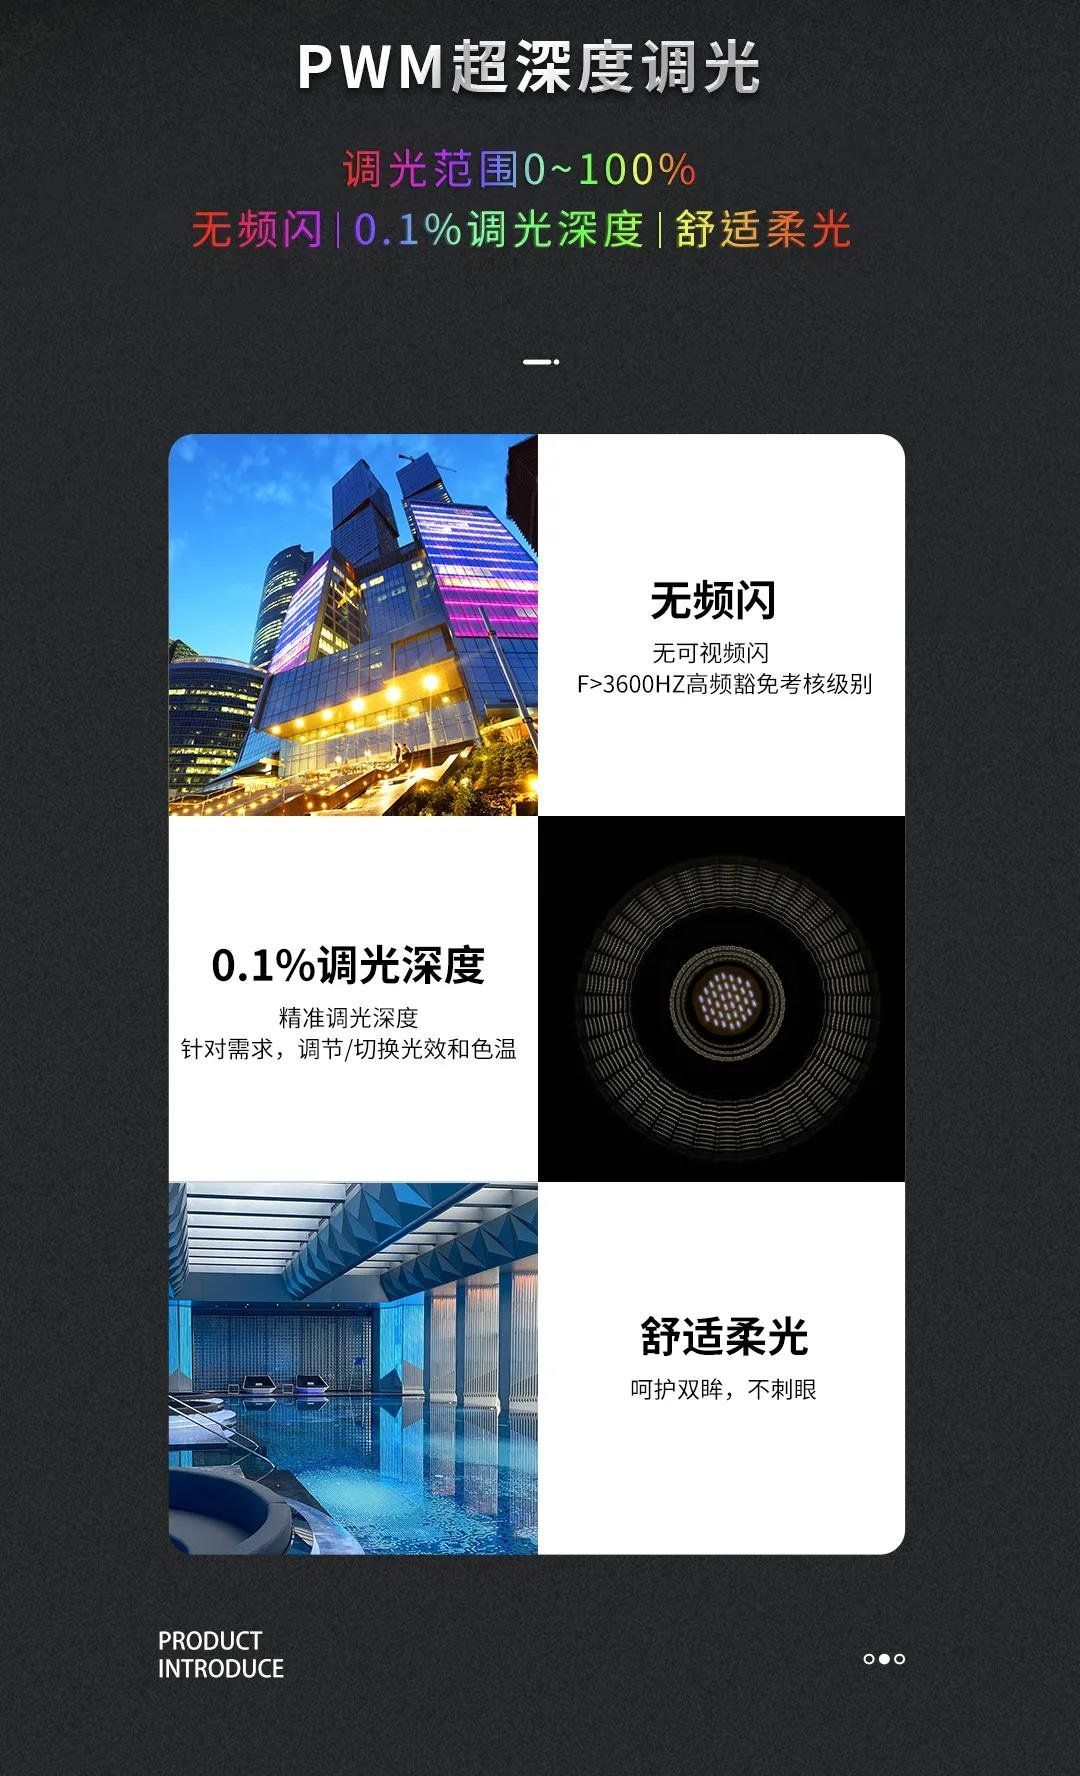 PWM超深度调光
调光范围0~100%
无频闪|0.1%调光深度|舒适柔光
无频闪
无可视频闪
F>3600HZ高频豁免考核级别
0.1%调光深度
精准调光深度
针对需求，调节/切换光效和色温
舒适柔光
呵护双眸，不刺眼
PRODUCT
INTRODUCE